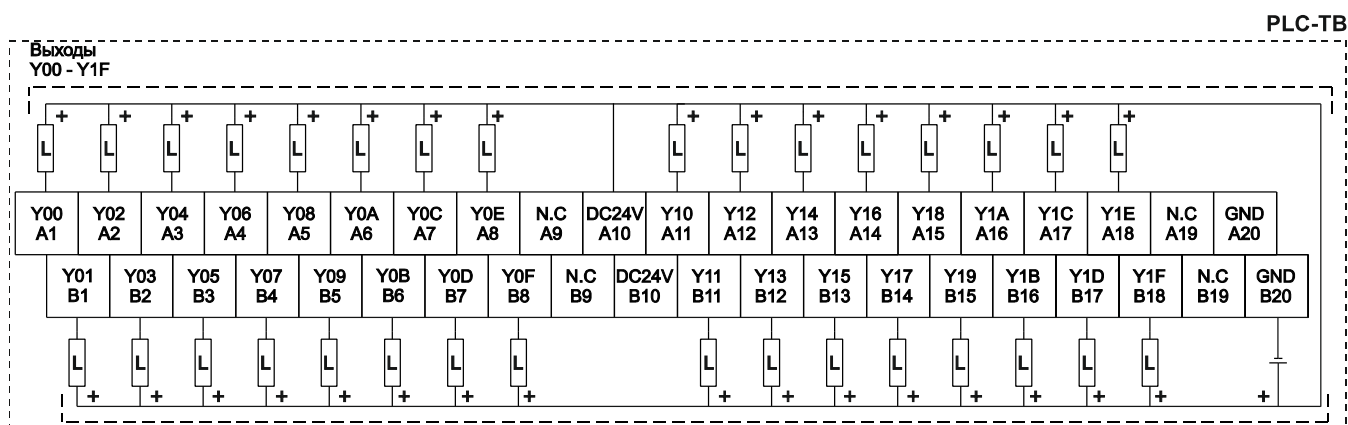 PLC-TB
Выходы
Y00 - Y1F
+ + + + + + + + + + + + + + + +
L L L L L L L L L L L L L L L L
Y00 Y02 Y04 Y06 Y08 Y0A Y0C Y0E N.C DC24V Y10 Y12 Y14 Y16 Y18 Y1A Y1C Y1E N.C GND
A1 A2 A3 A4 A5 A6 A7 A8 A9 A10 A11 A12 A13 A14 A15 A16 A17 A18 A19 A20
Y01 Y03 Y05 Y07 Y09 Y0B Y0D Y0F N.C DC24V Y11 Y13 Y15 Y17 Y19 Y1B Y1D Y1F N.C GND
B1 B2 B3 B4 B5 B6 B7 B8 B9 B10 B11 B12 B13 B14 B15 B16 B17 B18 B19 B20
L L L L L L L L L L L L L L L L
+ + + + + + + + + + + + + + + + +